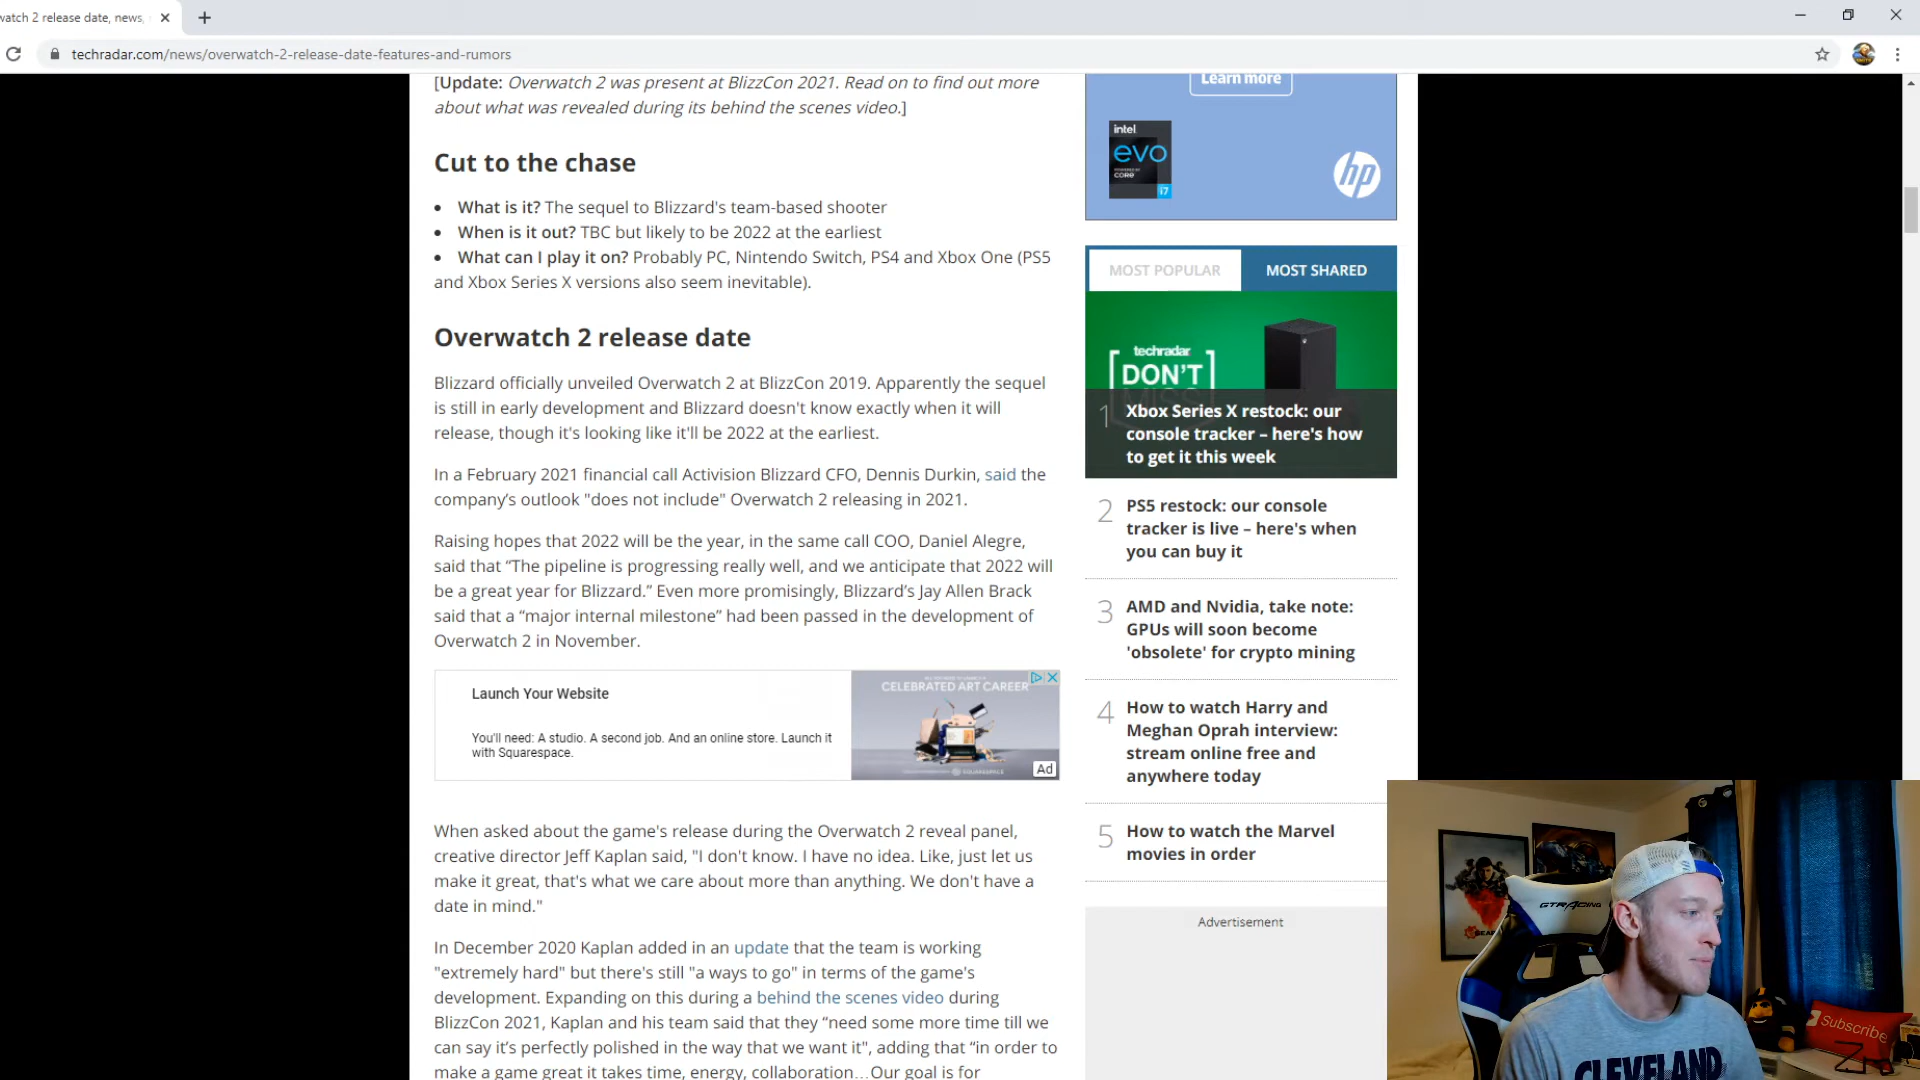 watch 2 release date, news,
techradar.com/news/overwatch-2-release-date-features-and-rumors
[Update: Overwatch 2 was present at BlizzCon 2021. Read on to find out more
about what was revealed during its behind the scenes video.]
Cut to the chase
• What is it? The sequel to Blizzard's team-based shooter
• When is it out? TBC but likely to be 2022 at the earliest
• What can I play it on? Probably PC, Nintendo Switch, PS4 and Xbox One (PS5
and Xbox Series X versions also seem inevitable).
Overwatch 2 release date
Blizzard officially unveiled Overwatch 2 at BlizzCon 2019. Apparently the sequel
is still in early development and Blizzard doesn't know exactly when it will
release, though it's looking like it'll be 2022 at the earliest.
In a February 2021 financial call Activision Blizzard CFO, Dennis Durkin, said the
company's outlook "does not include" Overwatch 2 releasing in 2021.
Raising hopes that 2022 will be the year, in the same call COO, Daniel Alegre,
said that “The pipeline is progressing really well, and we anticipate that 2022 will
be a great year for Blizzard.” Even more promisingly, Blizzard’s Jay Allen Brack
said that a “major internal milestone” had been passed in the development of
Overwatch 2 in November.
Launch Your Website
You'll need: A studio. A second job. And an online store. Launch it
with Squarespace.
CELEBRATED ART CAREER
SQUARESPACE
Ad
When asked about the game's release during the Overwatch 2 reveal panel,
creative director Jeff Kaplan said, "I don't know. I have no idea. Like, just let us
make it great, that's what we care about more than anything. We don't have a
date in mind."
In December 2020 Kaplan added in an update that the team is working
"extremely hard" but there's still "a ways to go" in terms of the game's
development. Expanding on this during a behind the scenes video during
BlizzCon 2021, Kaplan and his team said that they “need some more time till we
can say it’s perfectly polished in the way that we want it", adding that “in order to
make a game great it takes time, energy, collaboration…Our goal is for
Learn more
intel
evo
POWERED BY
CORE
i7
hp
MOST POPULAR
MOST SHARED
techradar
DON'T
MISS
1
Xbox Series X restock: our
console tracker – here's how
to get it this week
2
PS5 restock: our console
tracker is live – here's when
you can buy it
3
AMD and Nvidia, take note:
GPUs will soon become
'obsolete' for crypto mining
4
How to watch Harry and
Meghan Oprah interview:
stream online free and
anywhere today
5
How to watch the Marvel
movies in order
Advertisement
GTRACING
GEARS
Subscribe
CLEVELAND